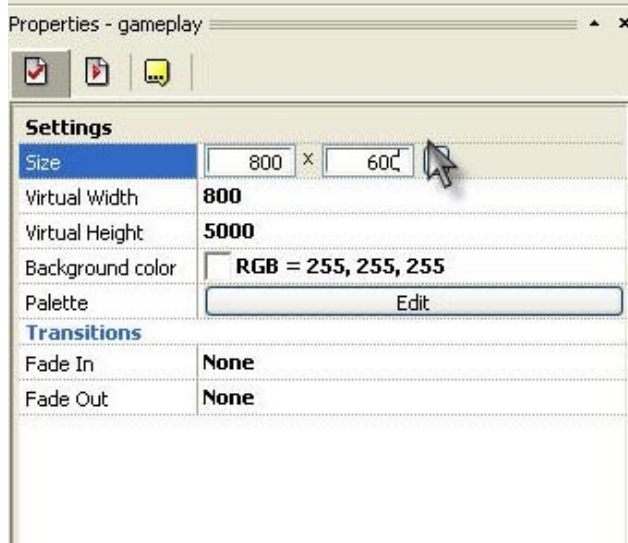 Properties - gameplay
Settings
Size 800 x 600
Virtual Width 800
Virtual Height 5000
Background color RGB = 255, 255, 255
Palette Edit
Transitions
Fade In None
Fade Out None